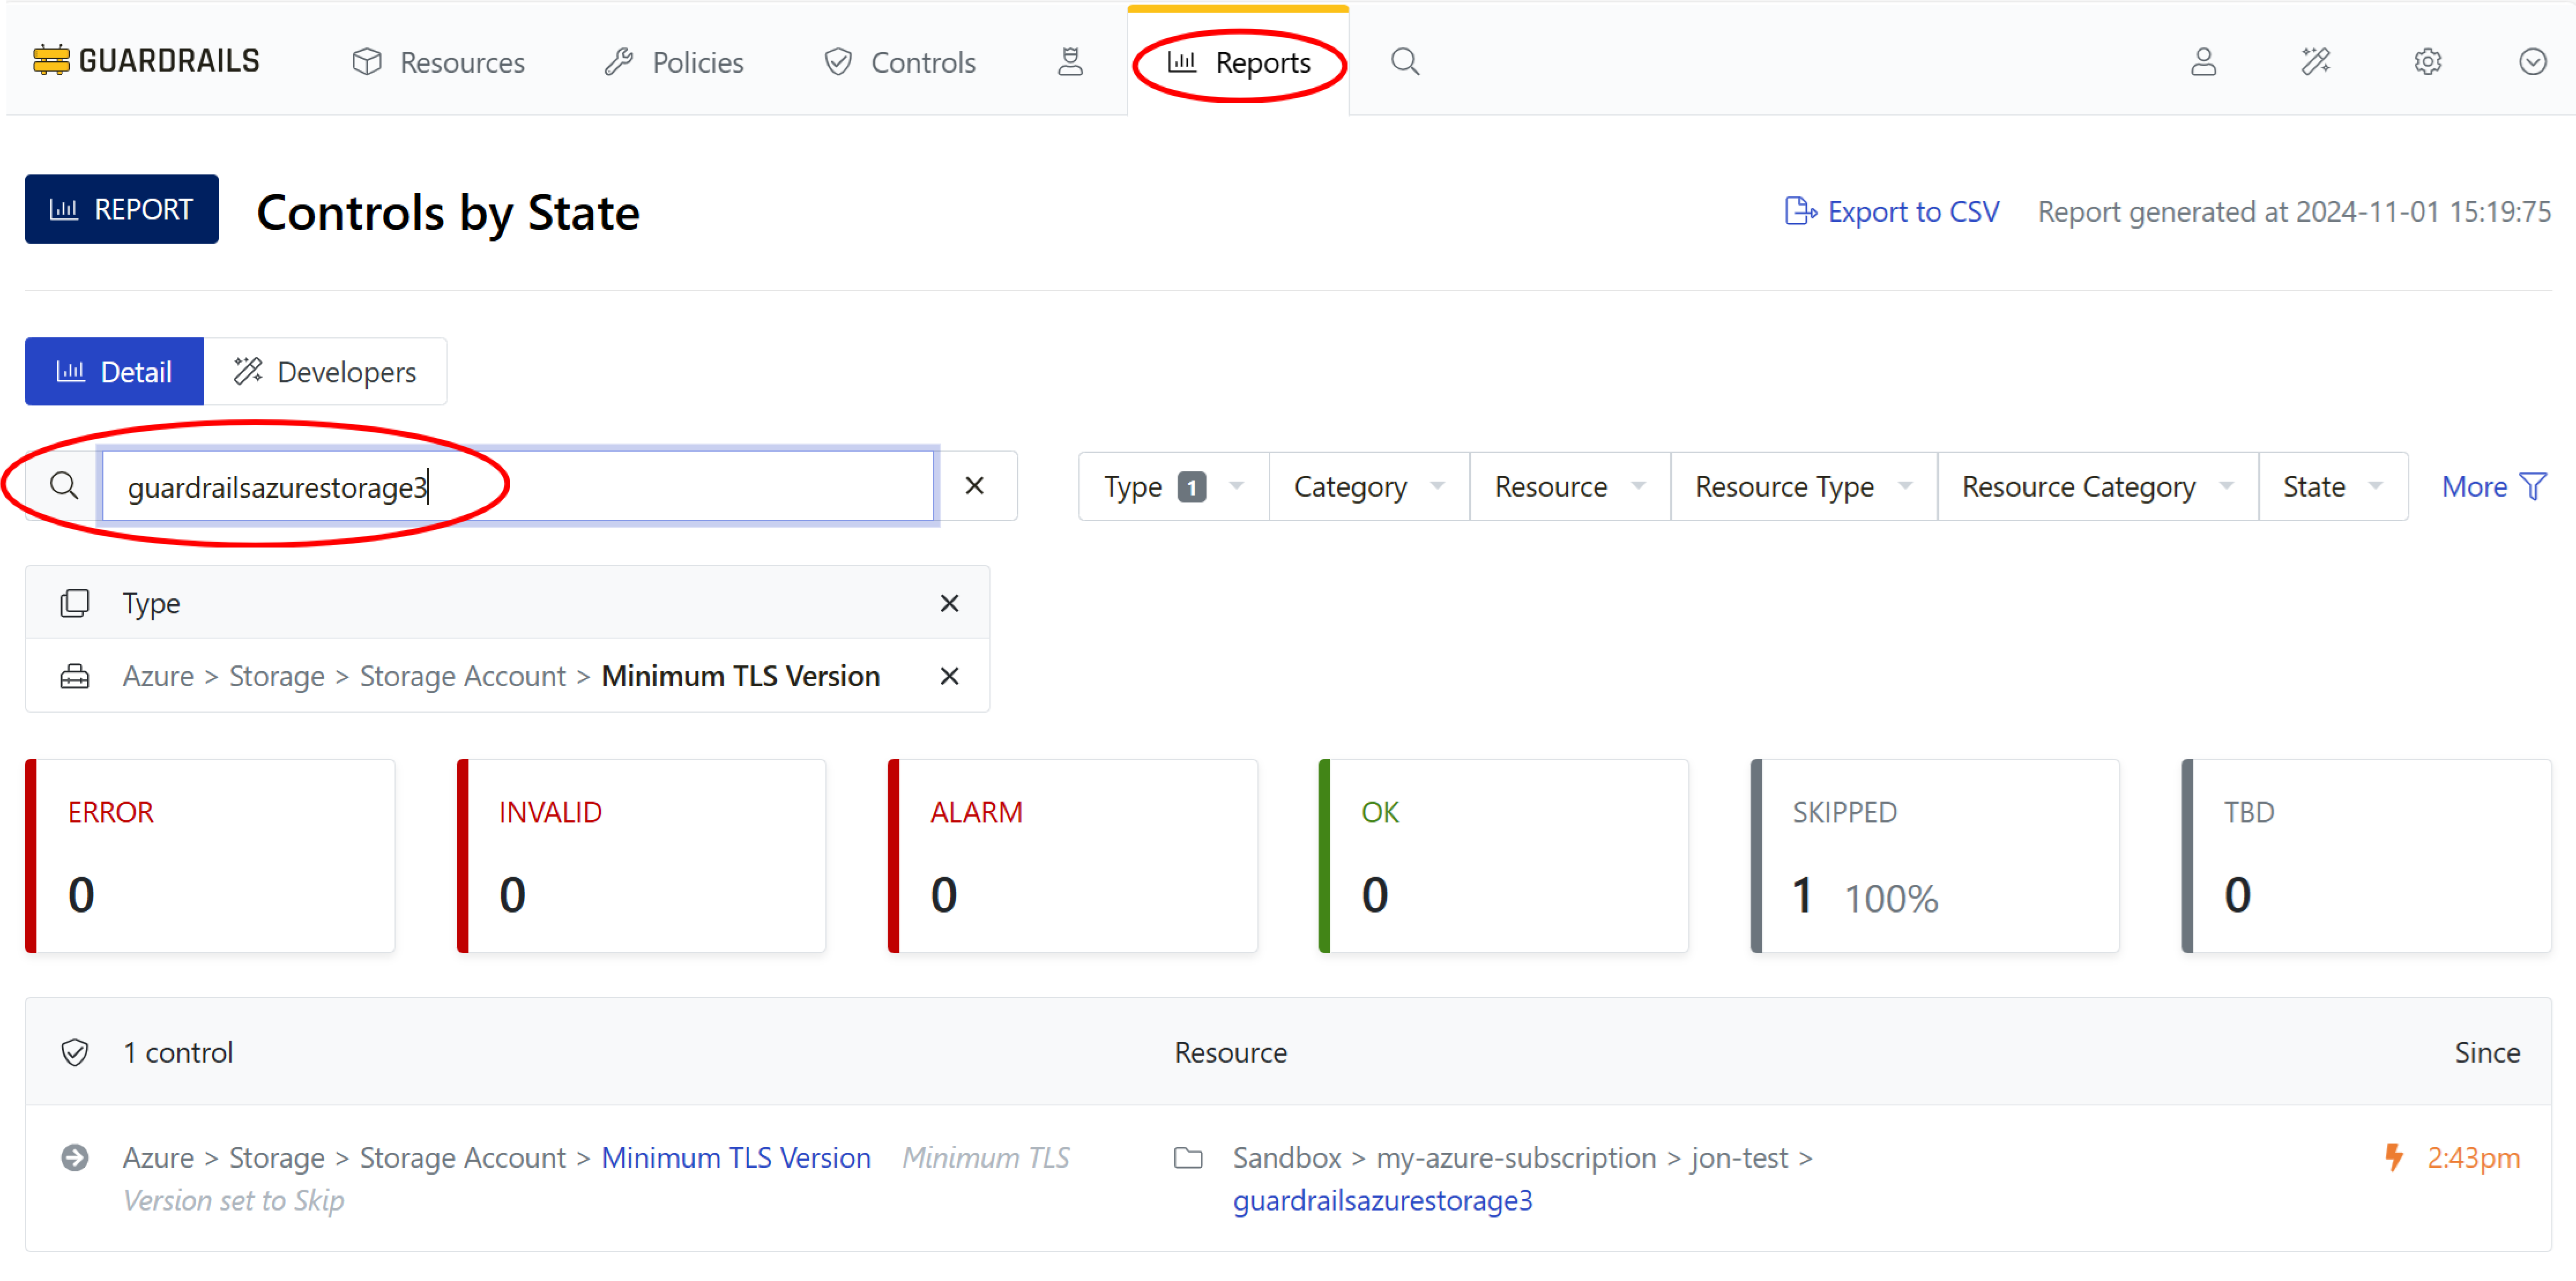 GUARDRAILS Resources Policies Controls Reports
REPORT Controls by State Export to CSV Report generated at 2024-11-01 15:19:75
Detail Developers
guardrailsazurestorage3 Type 1 Category Resource Resource Type Resource Category State More
Type
Azure > Storage > Storage Account > Minimum TLS Version
ERROR INVALID ALARM OK SKIPPED TBD
0 0 0 0 1 100% 0
1 control Resource Since
Azure > Storage > Storage Account > Minimum TLS Version Minimum TLS Sandbox > my-azure-subscription > jon-test > 2:43pm
Version set to Skip guardrailsazurestorage3